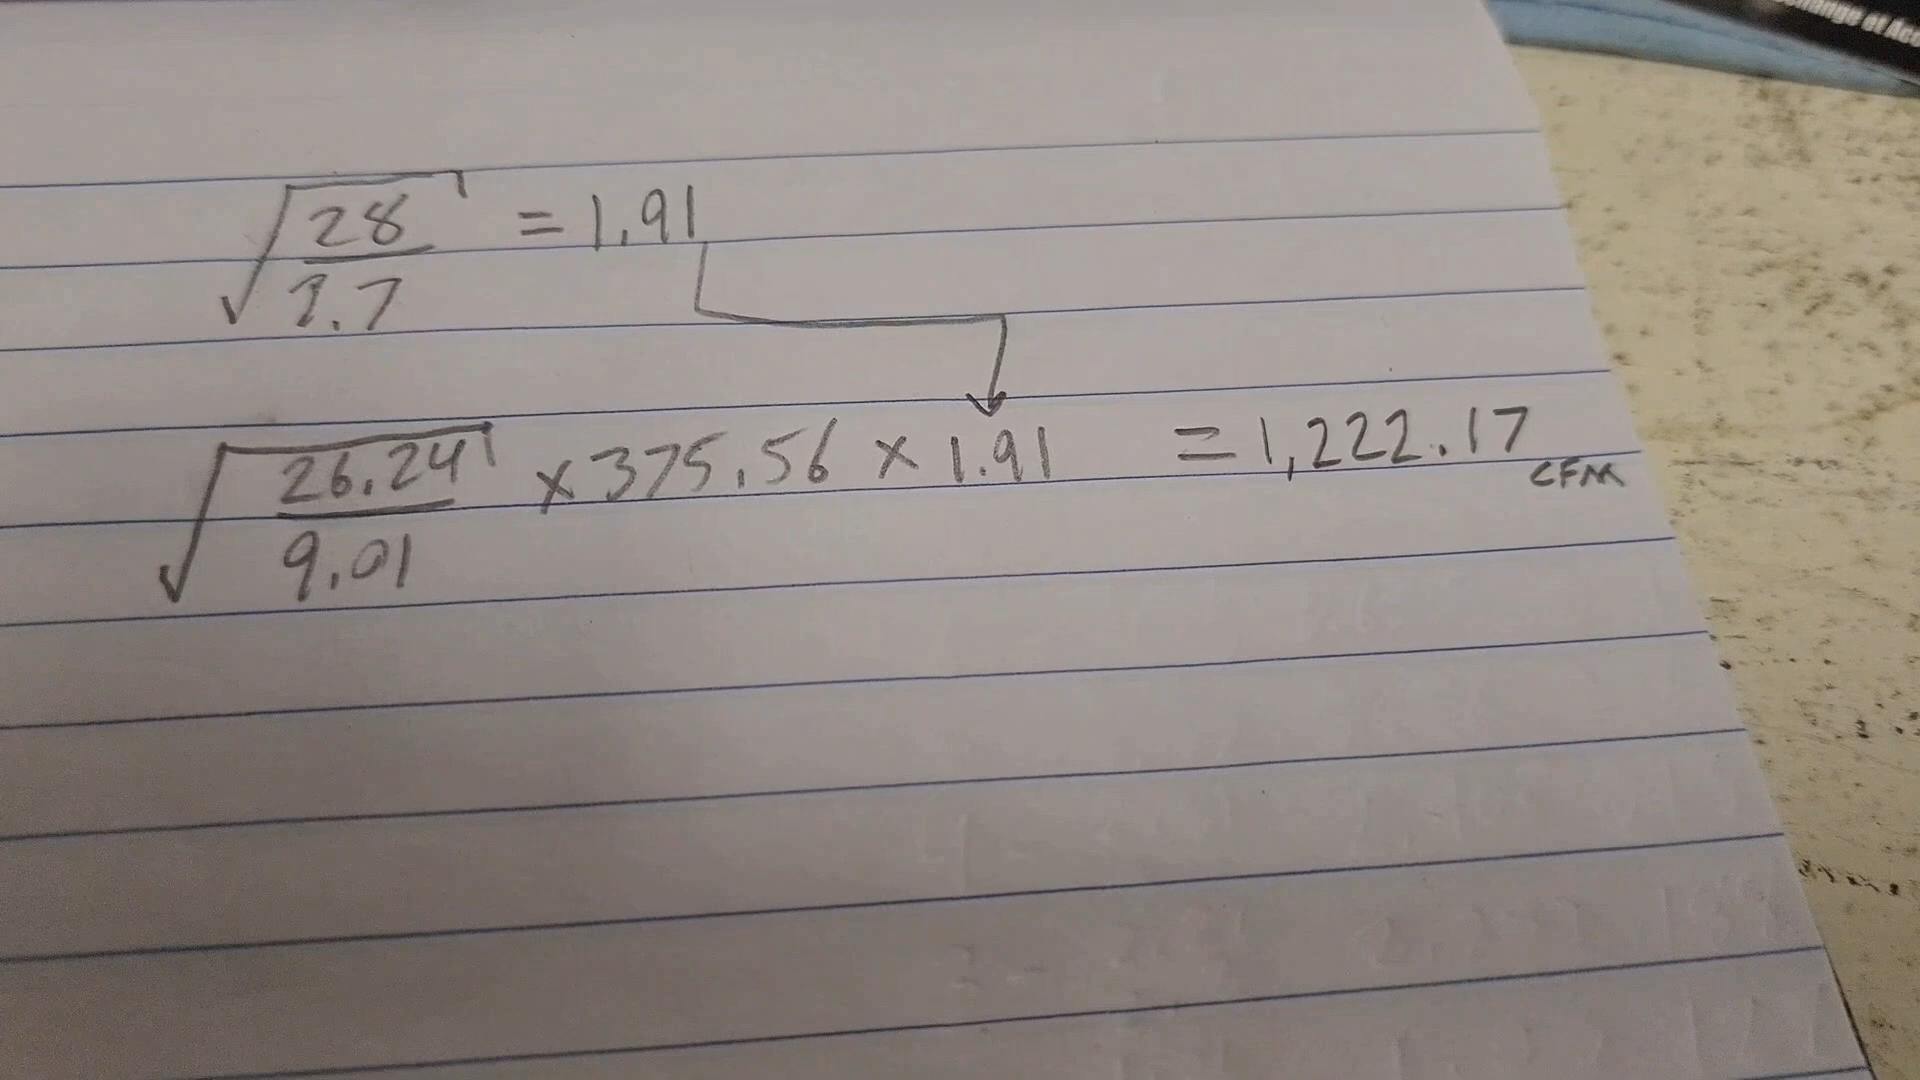 √28/7.7 = 1.91
√26.24/9.01 × 375.56 × 1.91 = 1,222.17 CFM